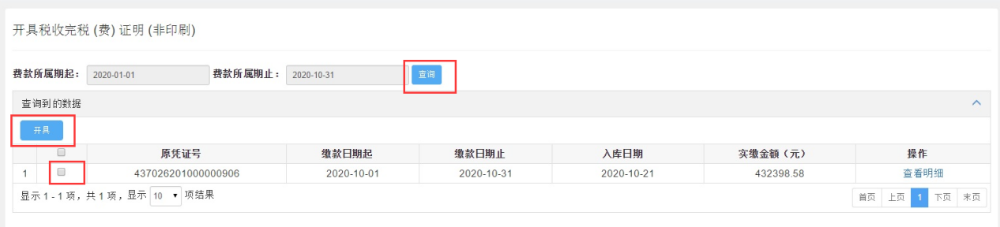 开具税收完税 (费) 证明 (非印刷)
费款所属期起： 2020-01-01 费款所属期止： 2020-10-31 查询
查询到的数据
开具
原凭证号 缴款日期起 缴款日期止 入库日期 实缴金额（元） 操作
1 437026201000000906 2020-10-01 2020-10-31 2020-10-21 432398.58 查看明细
显示 1 - 1 项，共 1 项，显示 10 项结果 首页 上页 1 下页 末页